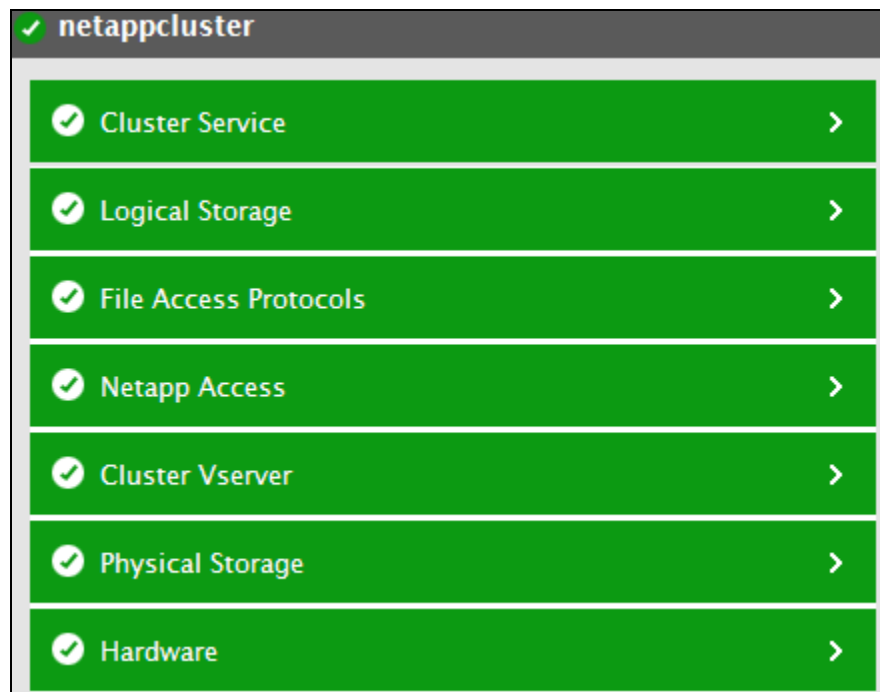 netappcluster
Cluster Service
Logical Storage
File Access Protocols
Netapp Access
Cluster Vserver
Physical Storage
Hardware